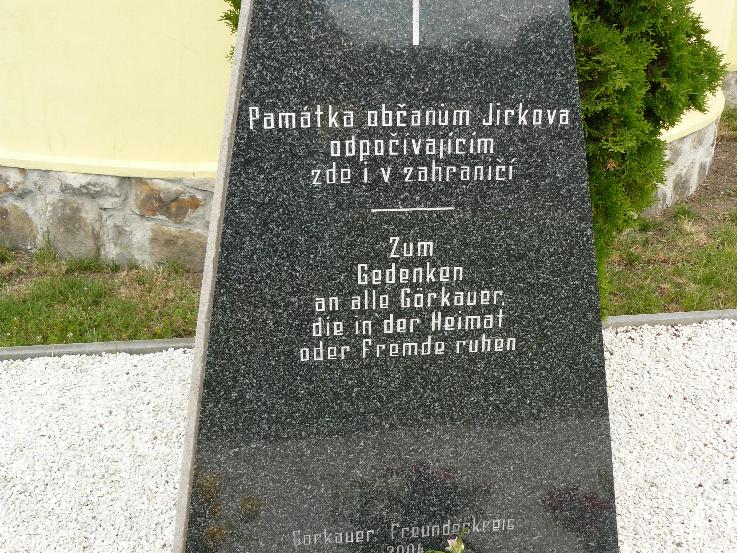 Památka občanům Jirkova
odpočívajícím
zde i v zahraničí
Zum
Gedenken
an alle Görkauer,
die in der Heimat
oder Fremde ruhen
Görkauer Freundeskreis
2004